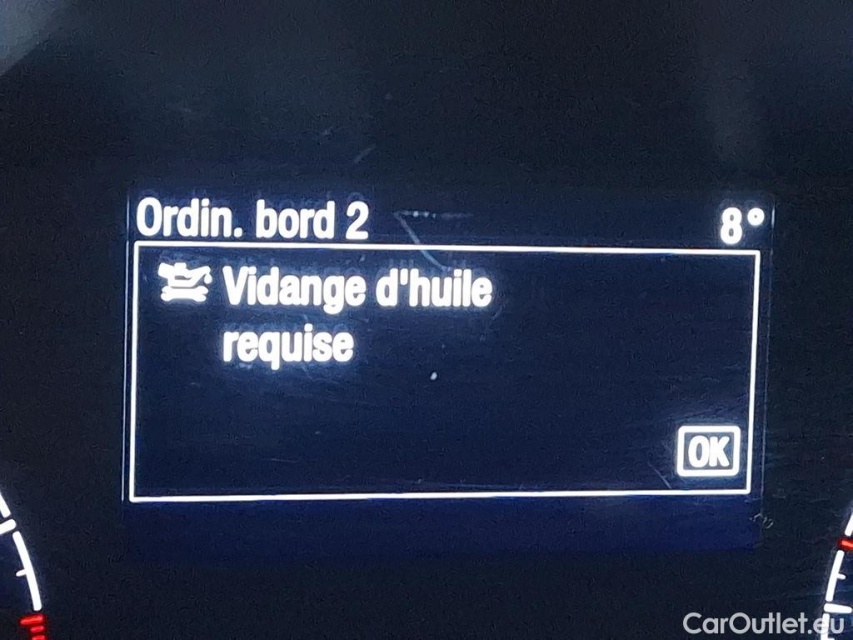 Ordin. bord 2 8°
Vidange d'huile
requise
OK
CarOutlet.eu